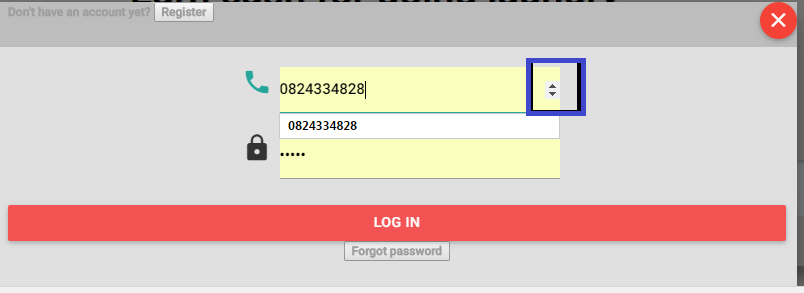 Don't have an account yet? Register
0824334828
0824334828
•••••
LOG IN
Forgot password